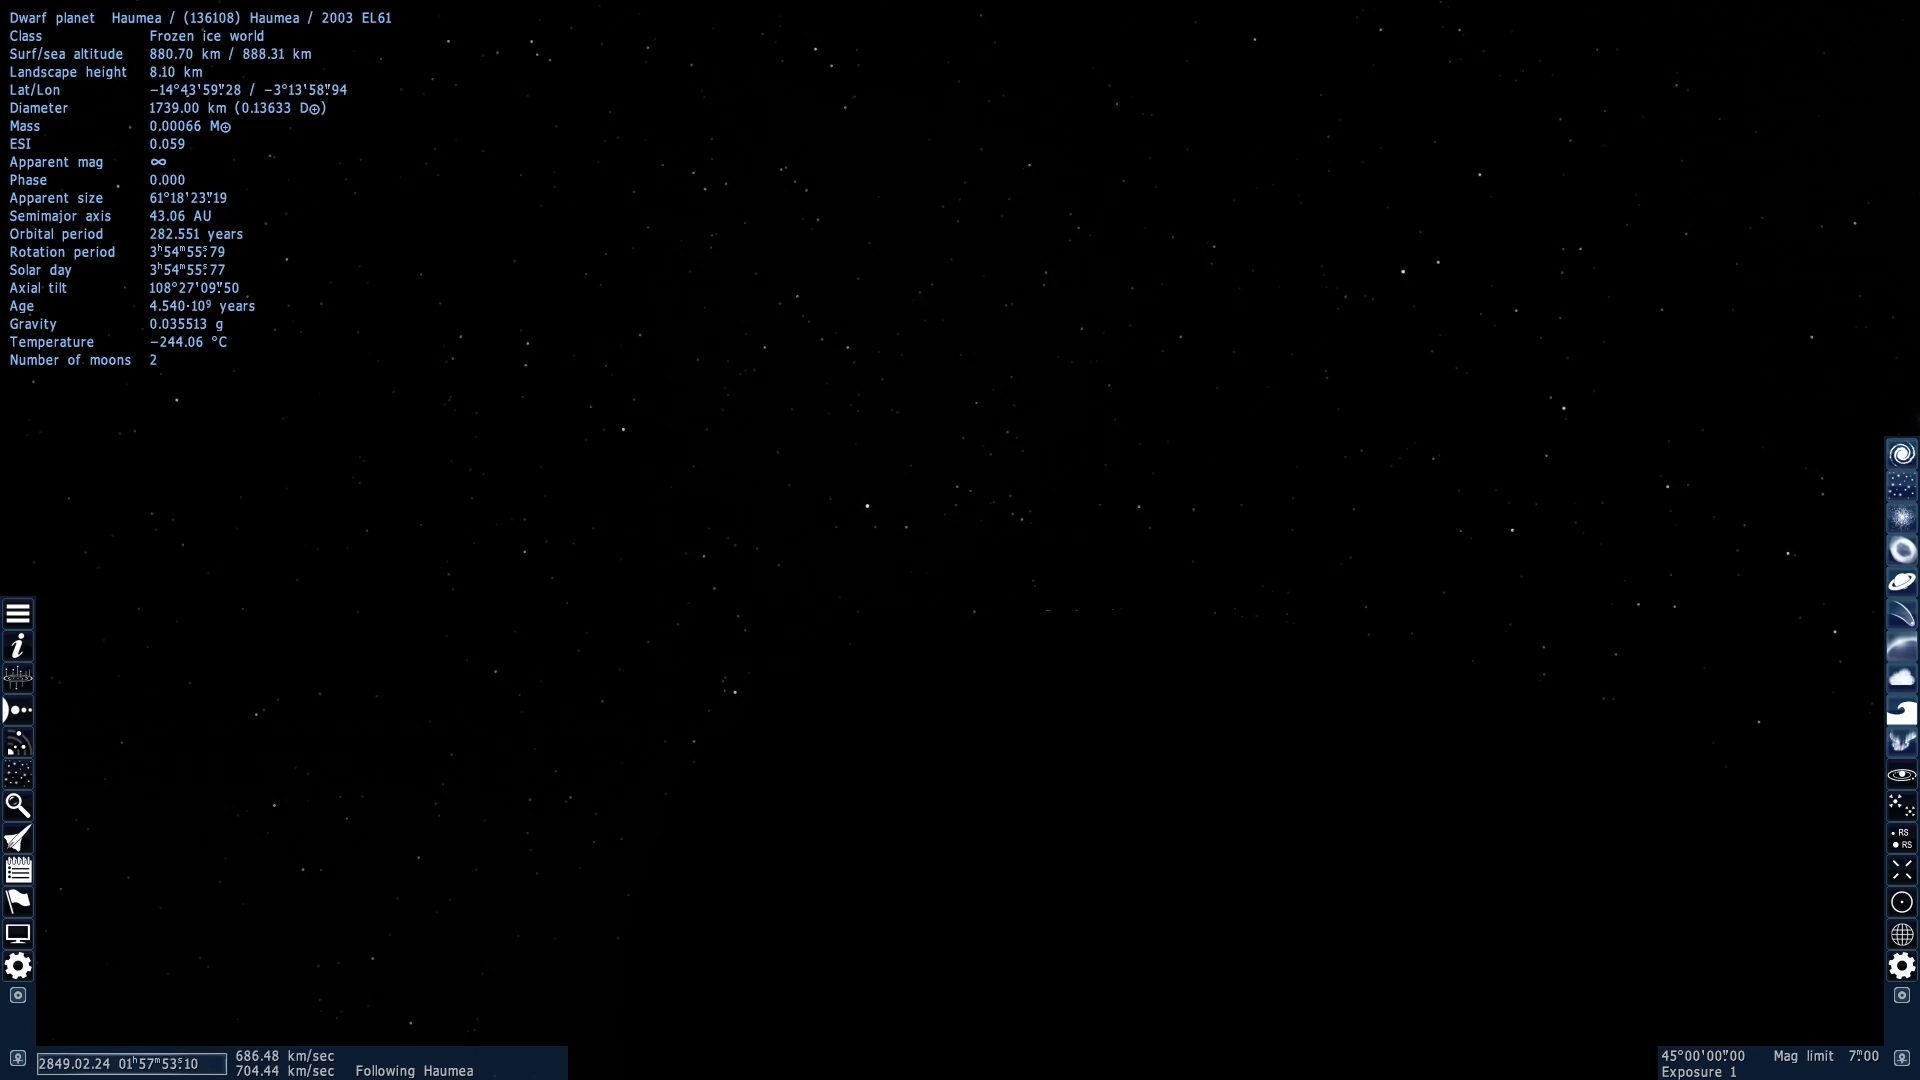 Dwarf planet Haumea / (136108) Haumea / 2003 EL61
Class Frozen ice world
Surf/sea altitude 880.70 km / 888.31 km
Landscape height 8.10 km
Lat/Lon −14°43'59"28 / −3°13'58"94
Diameter 1739.00 km (0.13633 D⊕)
Mass 0.00066 M⊕
ESI 0.059
Apparent mag ∞
Phase 0.000
Apparent size 61°18'23"19
Semimajor axis 43.06 AU
Orbital period 282.551 years
Rotation period 3ʰ54ᵐ55ˢ.79
Solar day 3ʰ54ᵐ55ˢ.77
Axial tilt 108°27'09"50
Age 4.540·10⁹ years
Gravity 0.035513 g
Temperature −244.06 °C
Number of moons 2
RS
RS
2849.02.24 01ʰ57ᵐ53ˢ.10
686.48 km/sec
704.44 km/sec Following Haumea
45°00'00"00 Mag limit 7ᵐ.00
Exposure 1